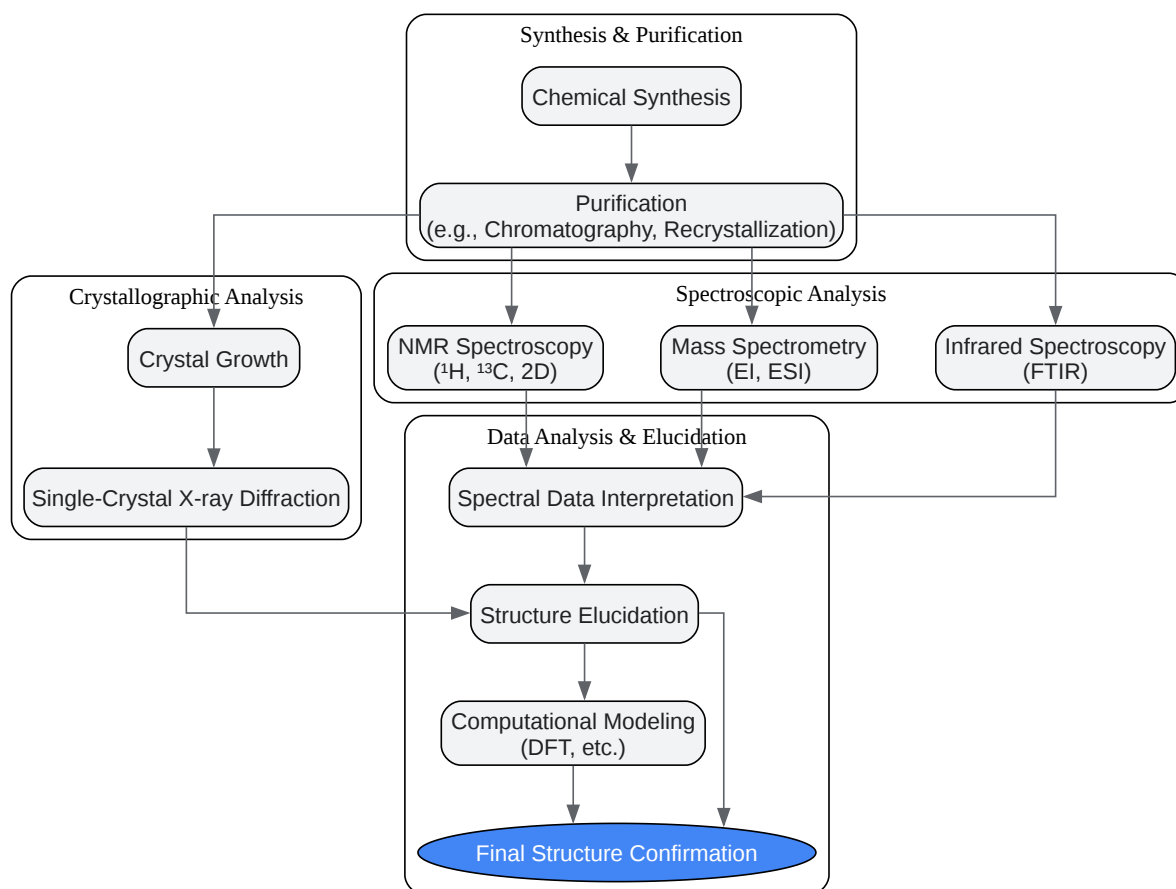 Synthesis & Purification
Chemical Synthesis
Purification
(e.g., Chromatography, Recrystallization)
Crystallographic Analysis
Crystal Growth
Single-Crystal X-ray Diffraction
Spectroscopic Analysis
NMR Spectroscopy
(¹H, ¹³C, 2D)
Mass Spectrometry
(EI, ESI)
Infrared Spectroscopy
(FTIR)
Data Analysis & Elucidation
Spectral Data Interpretation
Structure Elucidation
Computational Modeling
(DFT, etc.)
Final Structure Confirmation